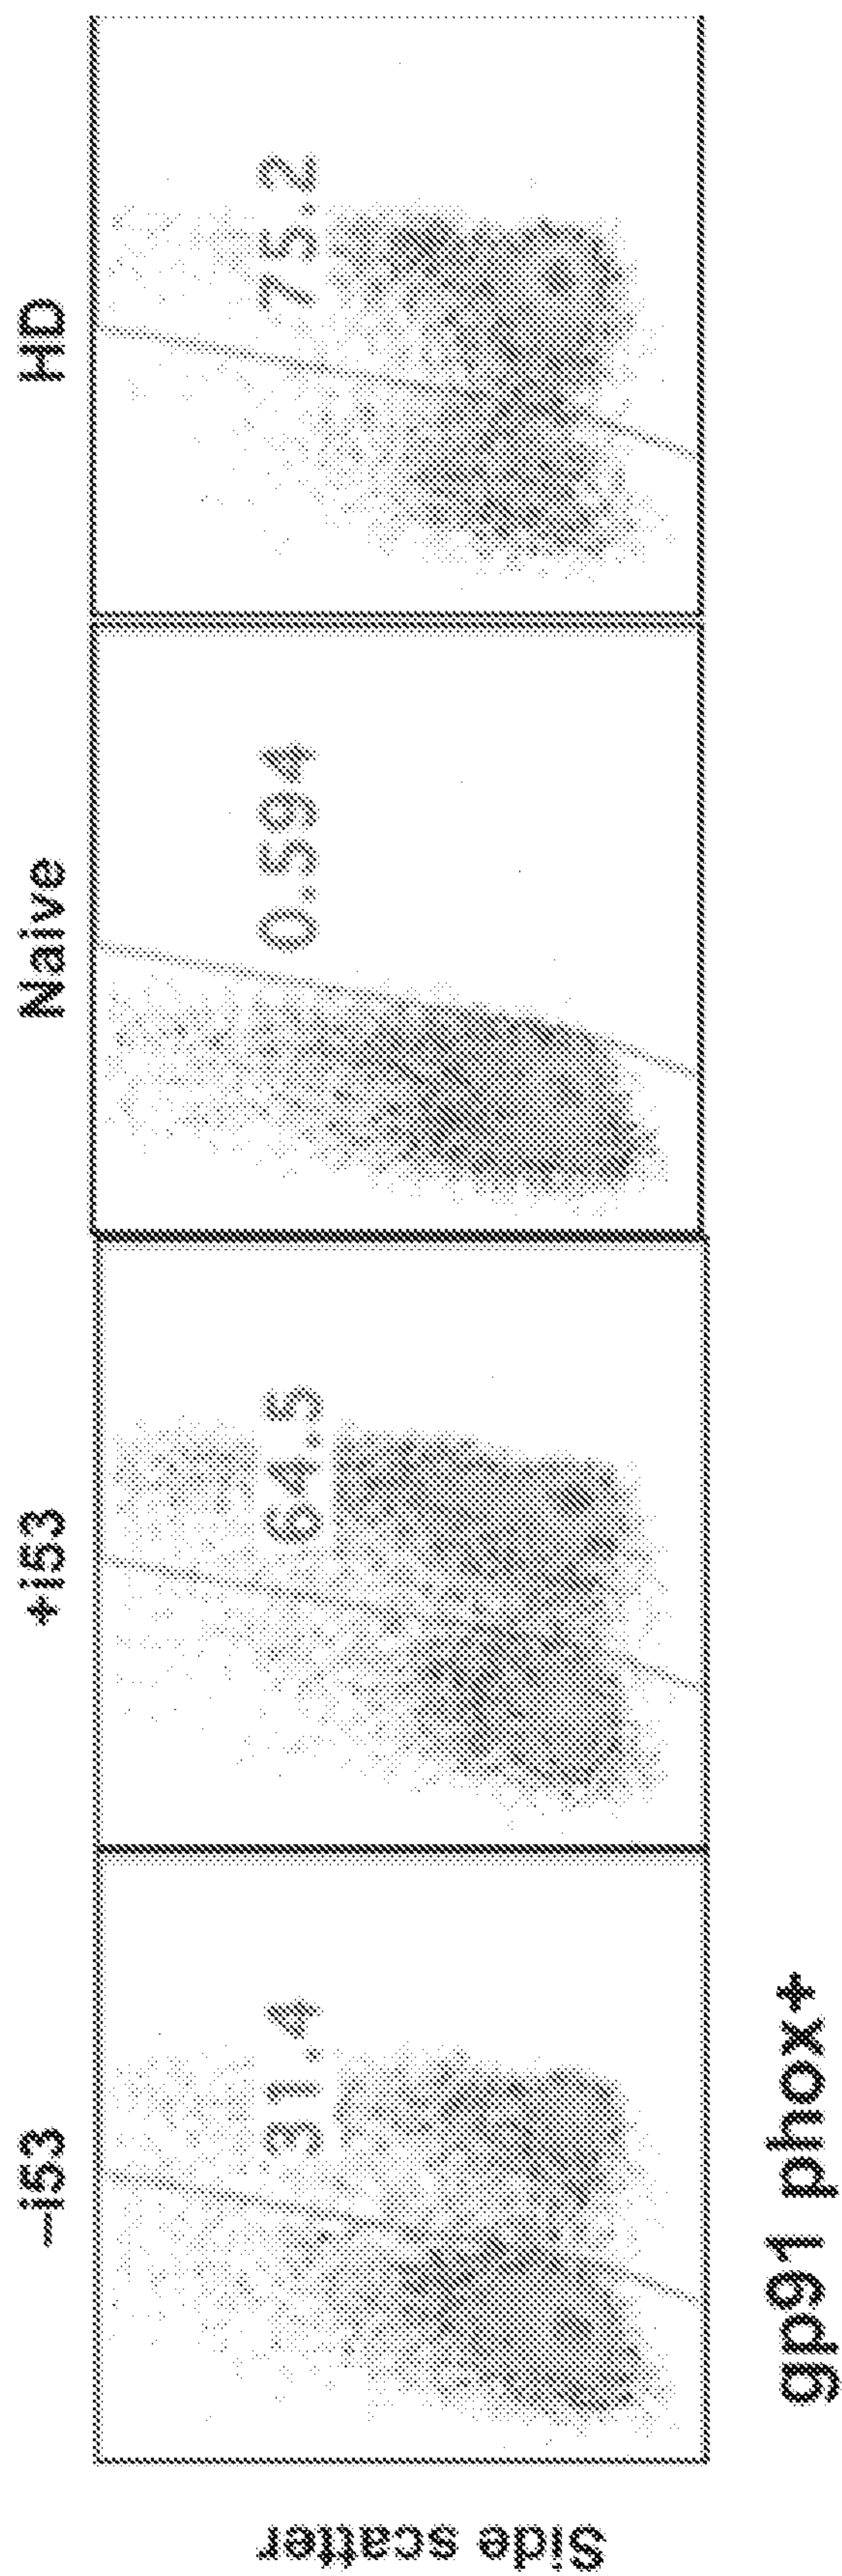 –i53
+i53
Naive
HD
31.4
64.5
0.594
75.2
Side scatter
gp91 phox+